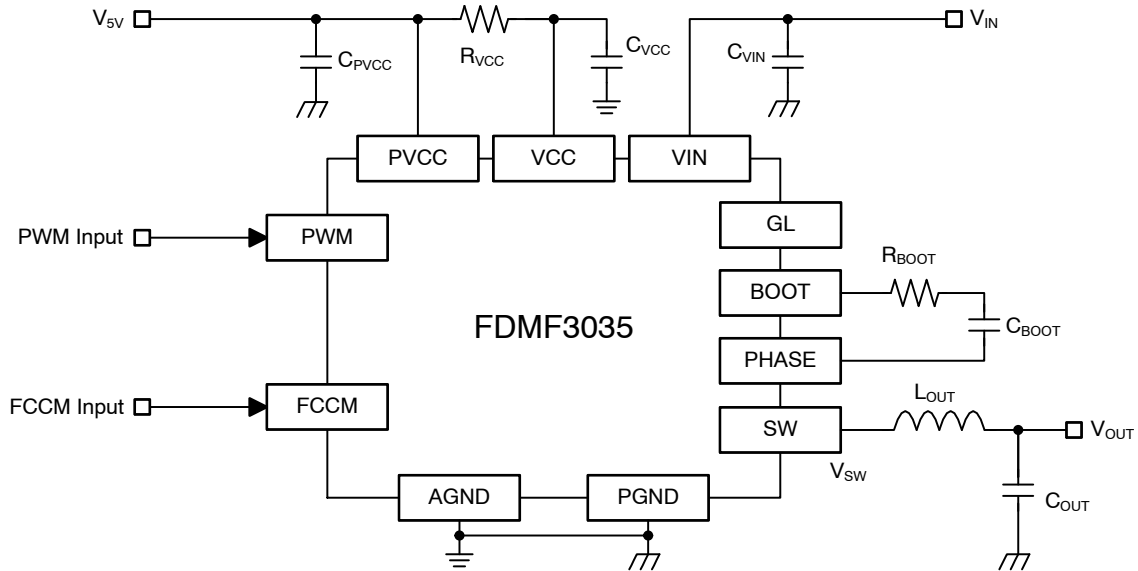 V5V
VIN
CPVCC
RVCC
CVCC
CVIN
PVCC
VCC
VIN
PWM Input
PWM
GL
BOOT
RBOOT
CBOOT
FDMF3035
PHASE
FCCM Input
FCCM
SW
LOUT
VOUT
VSW
AGND
PGND
COUT